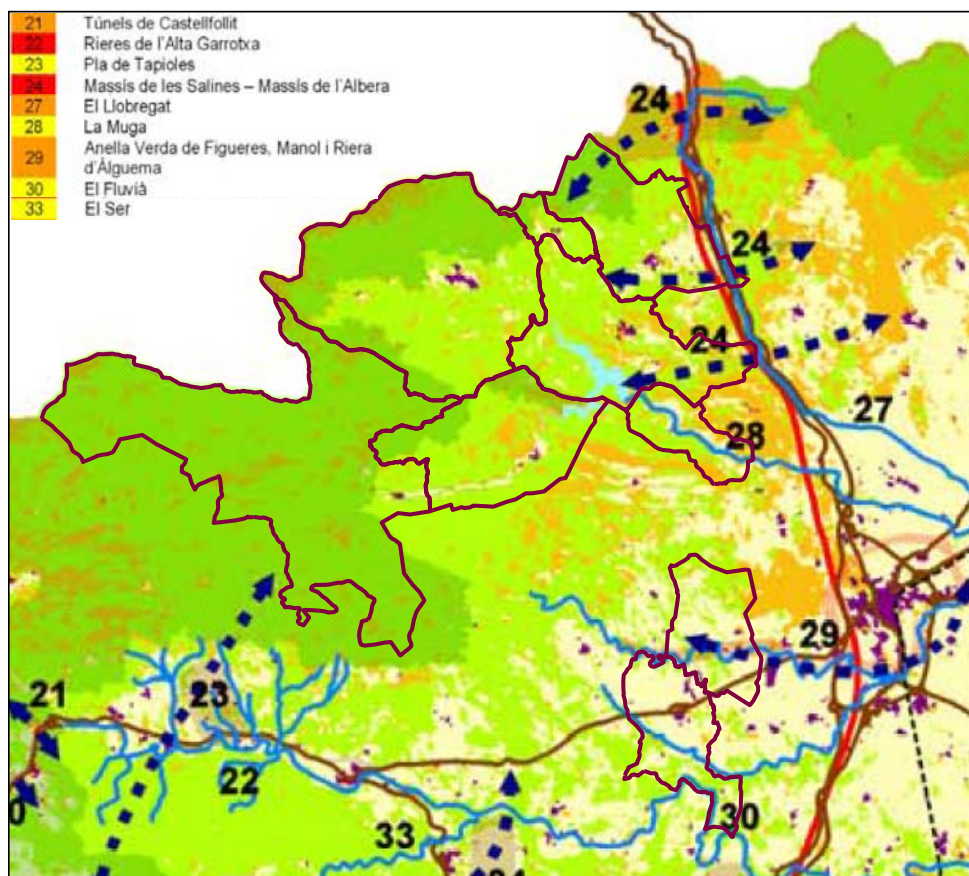 21 Túnels de Castellfollit
22 Rieres de l'Alta Garrotxa
23 Pla de Tapioles
24 Massís de les Salines – Massís de l'Albera
27 El Llobregat
28 La Muga
29 Anella Verda de Figueres, Manol i Riera
d'Àlguema
30 El Fluvià
33 El Ser
24
24
24
27
28
29
21
23
22
0
33
30